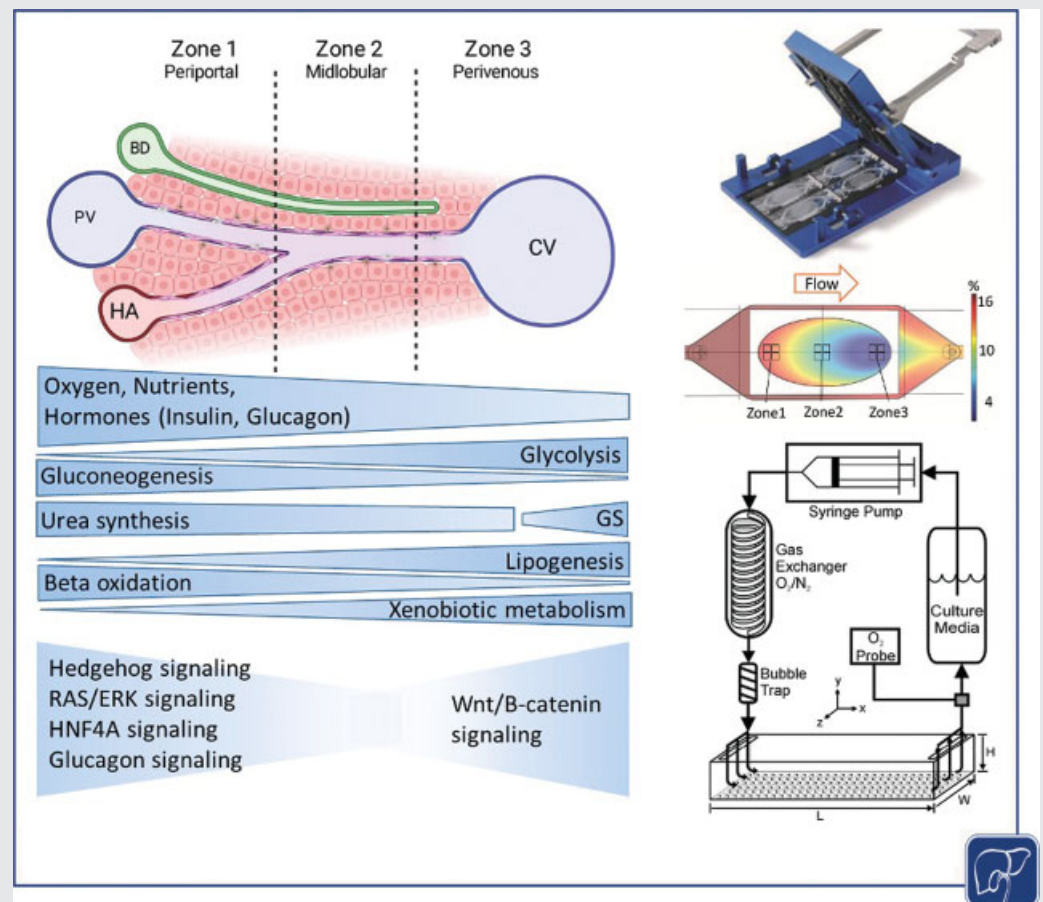 Zone 1
Periportal
Zone 2
Midlobular
Zone 3
Perivenous
BD
PV
HA
CV
Oxygen, Nutrients,
Hormones (Insulin, Glucagon)
Glycolysis
Gluconeogenesis
Urea synthesis
GS
Lipogenesis
Beta oxidation
Xenobiotic metabolism
Hedgehog signaling
RAS/ERK signaling
HNF4A signaling
Glucagon signaling
Wnt/B-catenin
signaling
Flow
%
16
10
4
Zone1
Zone2
Zone3
Syringe Pump
Gas
Exchanger
O₂/N₂
Culture
Media
O₂
Probe
Bubble
Trap
y
x
z
H
W
L